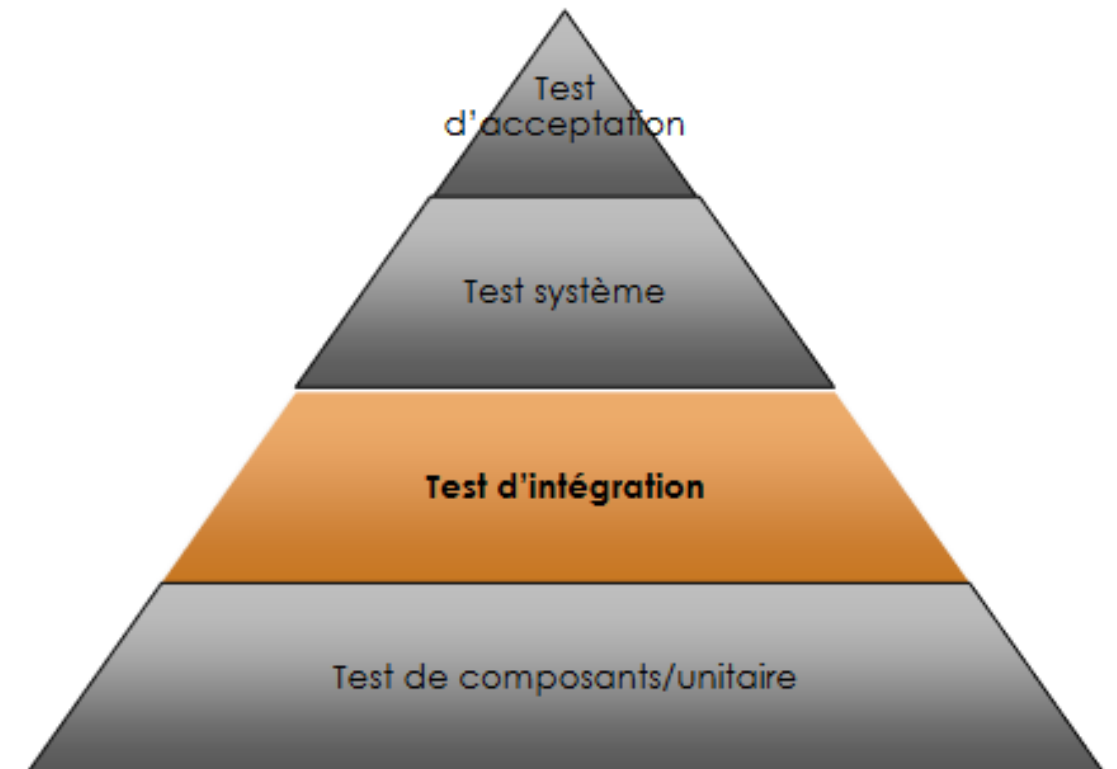 Test
d’acceptation
Test système
Test d’intégration
Test de composants/unitaire